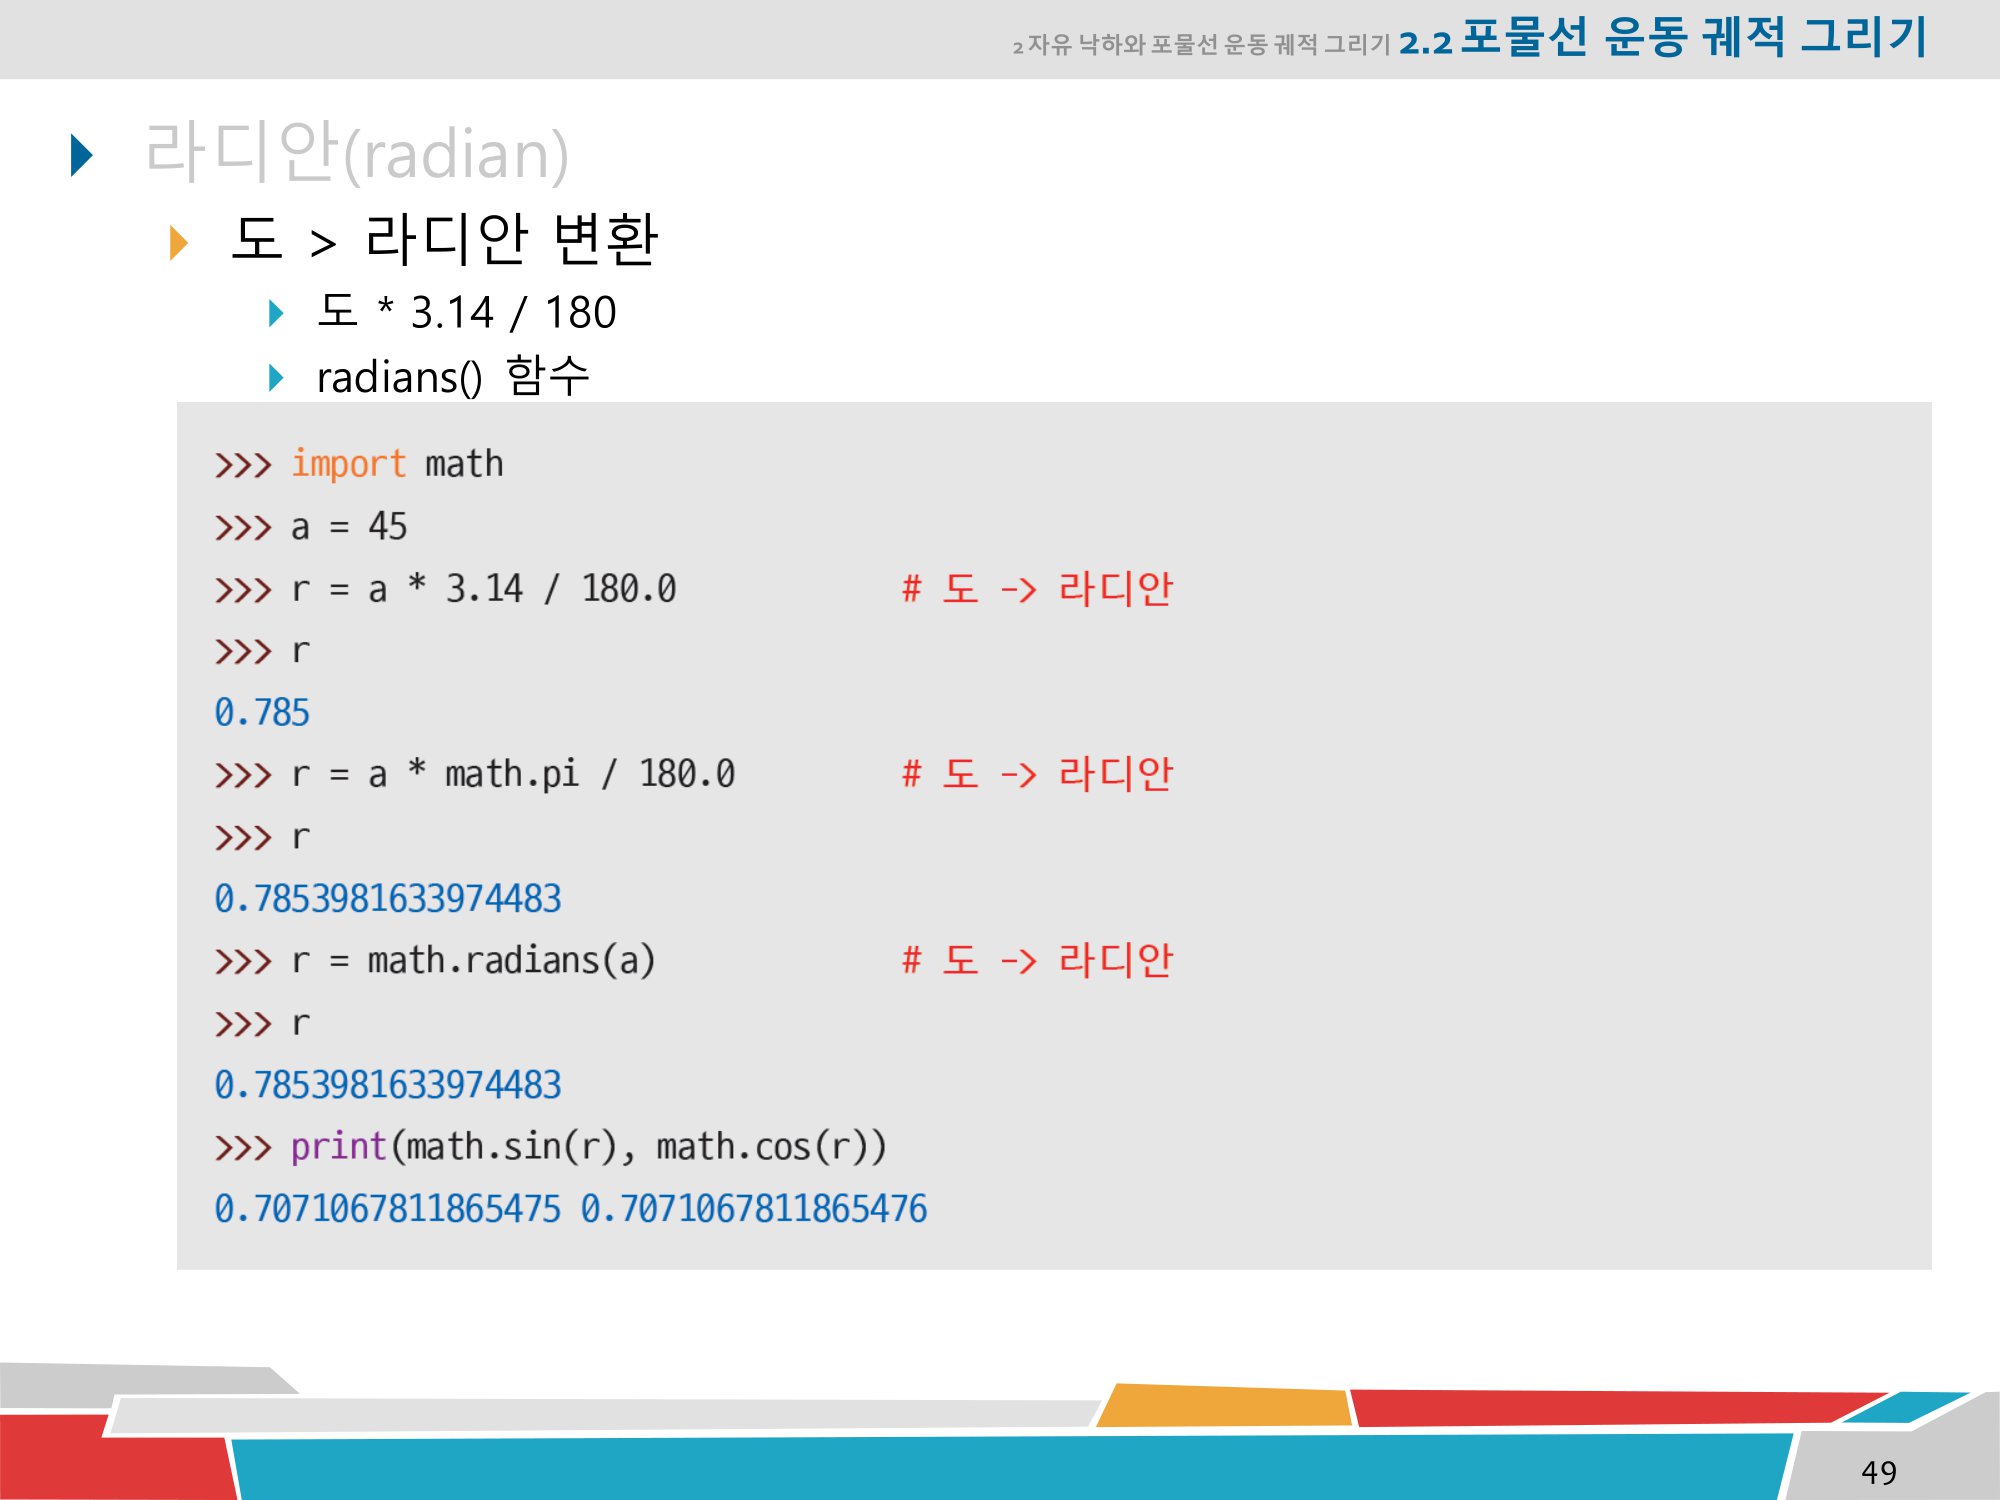 2 자유 낙하와 포물선 운동 궤적 그리기 2.2 포물선 운동 궤적 그리기
라디안(radian)
도 > 라디안 변환
도 * 3.14 / 180
radians() 함수
>>> import math
>>> a = 45
>>> r = a * 3.14 / 180.0 # 도 -> 라디안
>>> r
0.785
>>> r = a * math.pi / 180.0 # 도 -> 라디안
>>> r
0.7853981633974483
>>> r = math.radians(a) # 도 -> 라디안
>>> r
0.7853981633974483
>>> print(math.sin(r), math.cos(r))
0.7071067811865475 0.7071067811865476
49